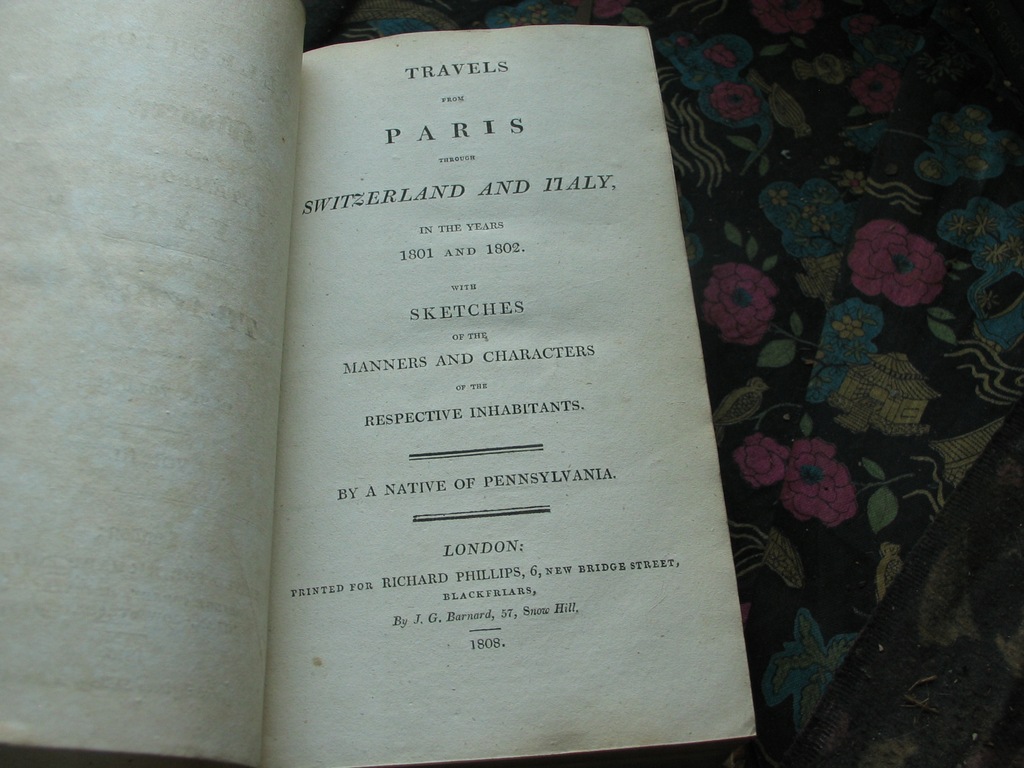 TRAVELS
FROM
PARIS
THROUGH
SWITZERLAND AND ITALY,
IN THE YEARS
1801 AND 1802.
WITH
SKETCHES
OF THE
MANNERS AND CHARACTERS
OF THE
RESPECTIVE INHABITANTS.
BY A NATIVE OF PENNSYLVANIA.
LONDON:
PRINTED FOR RICHARD PHILLIPS, 6, NEW BRIDGE STREET,
BLACKFRIARS,
By J. G. Barnard, 57, Snow Hill,
1808.